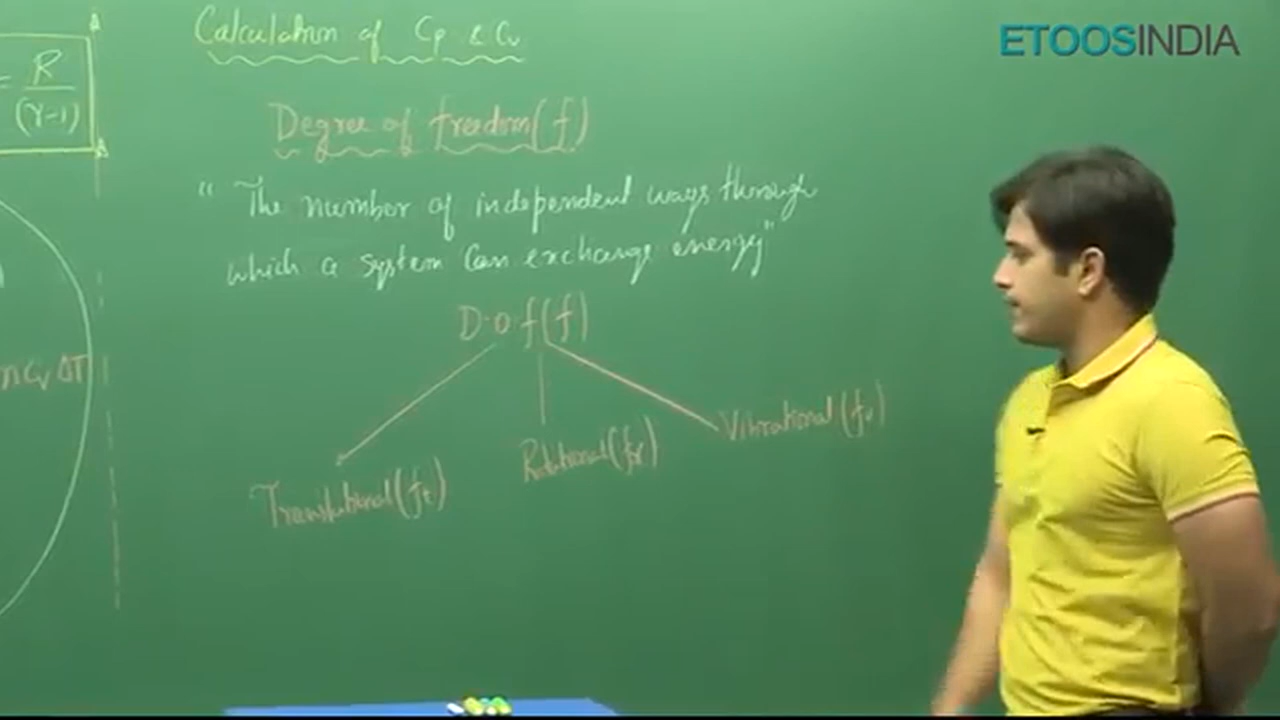 ETOOSINDIA
Calculation of Cp & Cv
= R/(γ-1)
Degree of freedom (f)
" The number of independent ways through
which a system can exchange energy"
D.O.f(f)
nCvΔT
Translational (ft)
Rotational (fr)
Vibrational (fv)